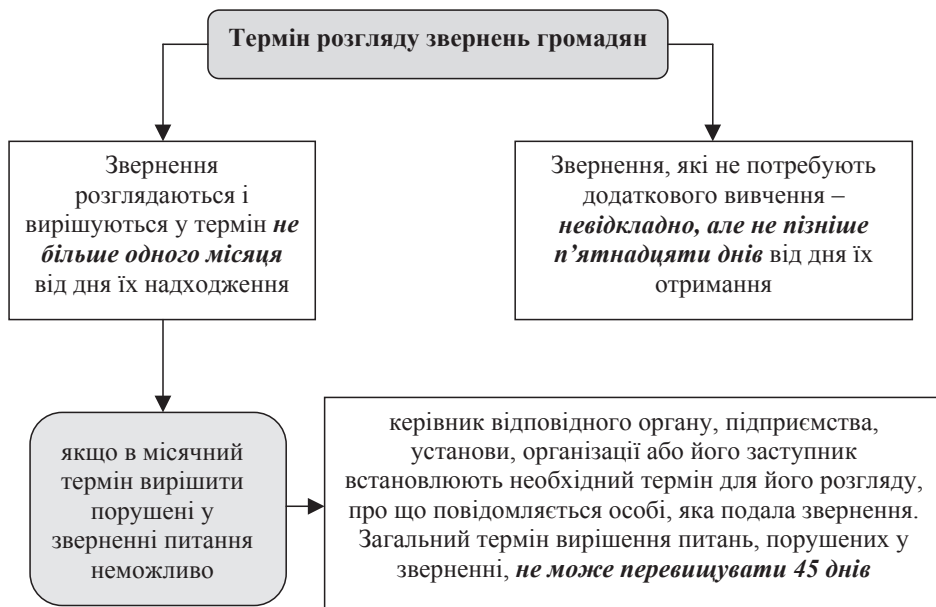 Термін розгляду звернень громадян
Звернення
розглядаються і
вирішуються у термін не
більше одного місяця
від дня їх надходження
Звернення, які не потребують
додаткового вивчення –
невідкладно, але не пізніше
п’ятнадцяти днів від дня їх
отримання
якщо в місячний
термін вирішити
порушені у
зверненні питання
неможливо
керівник відповідного органу, підприємства,
установи, організації або його заступник
встановлюють необхідний термін для його розгляду,
про що повідомляється особі, яка подала звернення.
Загальний термін вирішення питань, порушених у
зверненні, не може перевищувати 45 днів